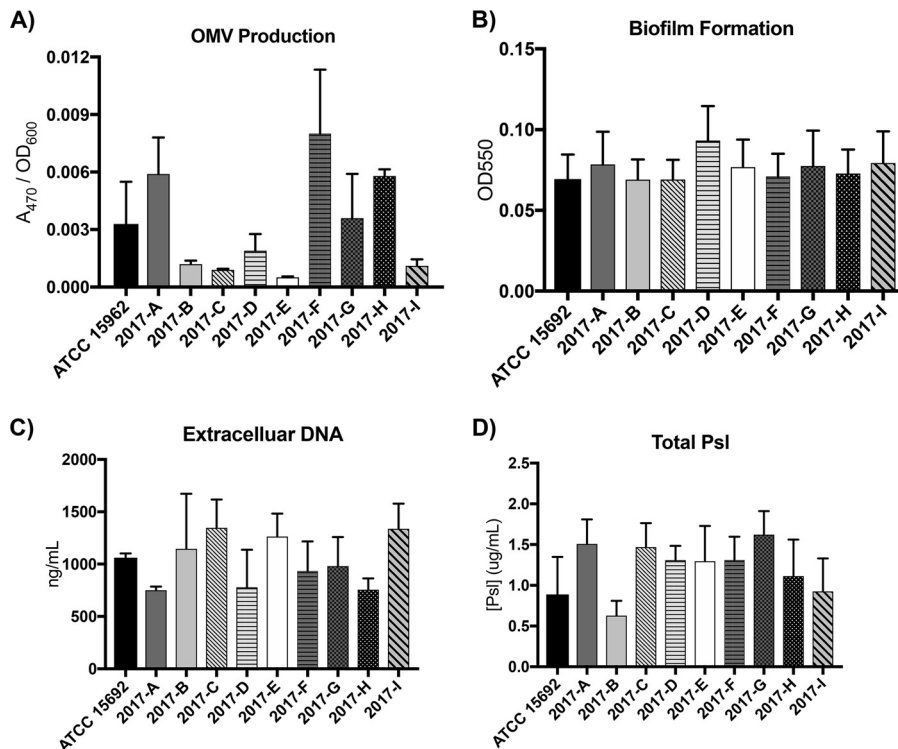 A)
OMV Production
A470 / OD600
0.012
0.009
0.006
0.003
0.000
ATCC 15962
2017-A
2017-B
2017-C
2017-D
2017-E
2017-F
2017-G
2017-H
2017-I
B)
Biofilm Formation
OD550
0.15
0.10
0.05
0.00
ATCC 15692
2017-A
2017-B
2017-C
2017-D
2017-E
2017-F
2017-G
2017-H
2017-I
C)
Extracelluar DNA
ng/mL
2000
1500
1000
500
0
ATCC 15692
2017-A
2017-B
2017-C
2017-D
2017-E
2017-F
2017-G
2017-H
2017-I
D)
Total Psl
[Psl] (ug/mL)
2.5
2.0
1.5
1.0
0.5
0.0
ATCC 15692
2017-A
2017-B
2017-C
2017-D
2017-E
2017-F
2017-G
2017-H
2017-I